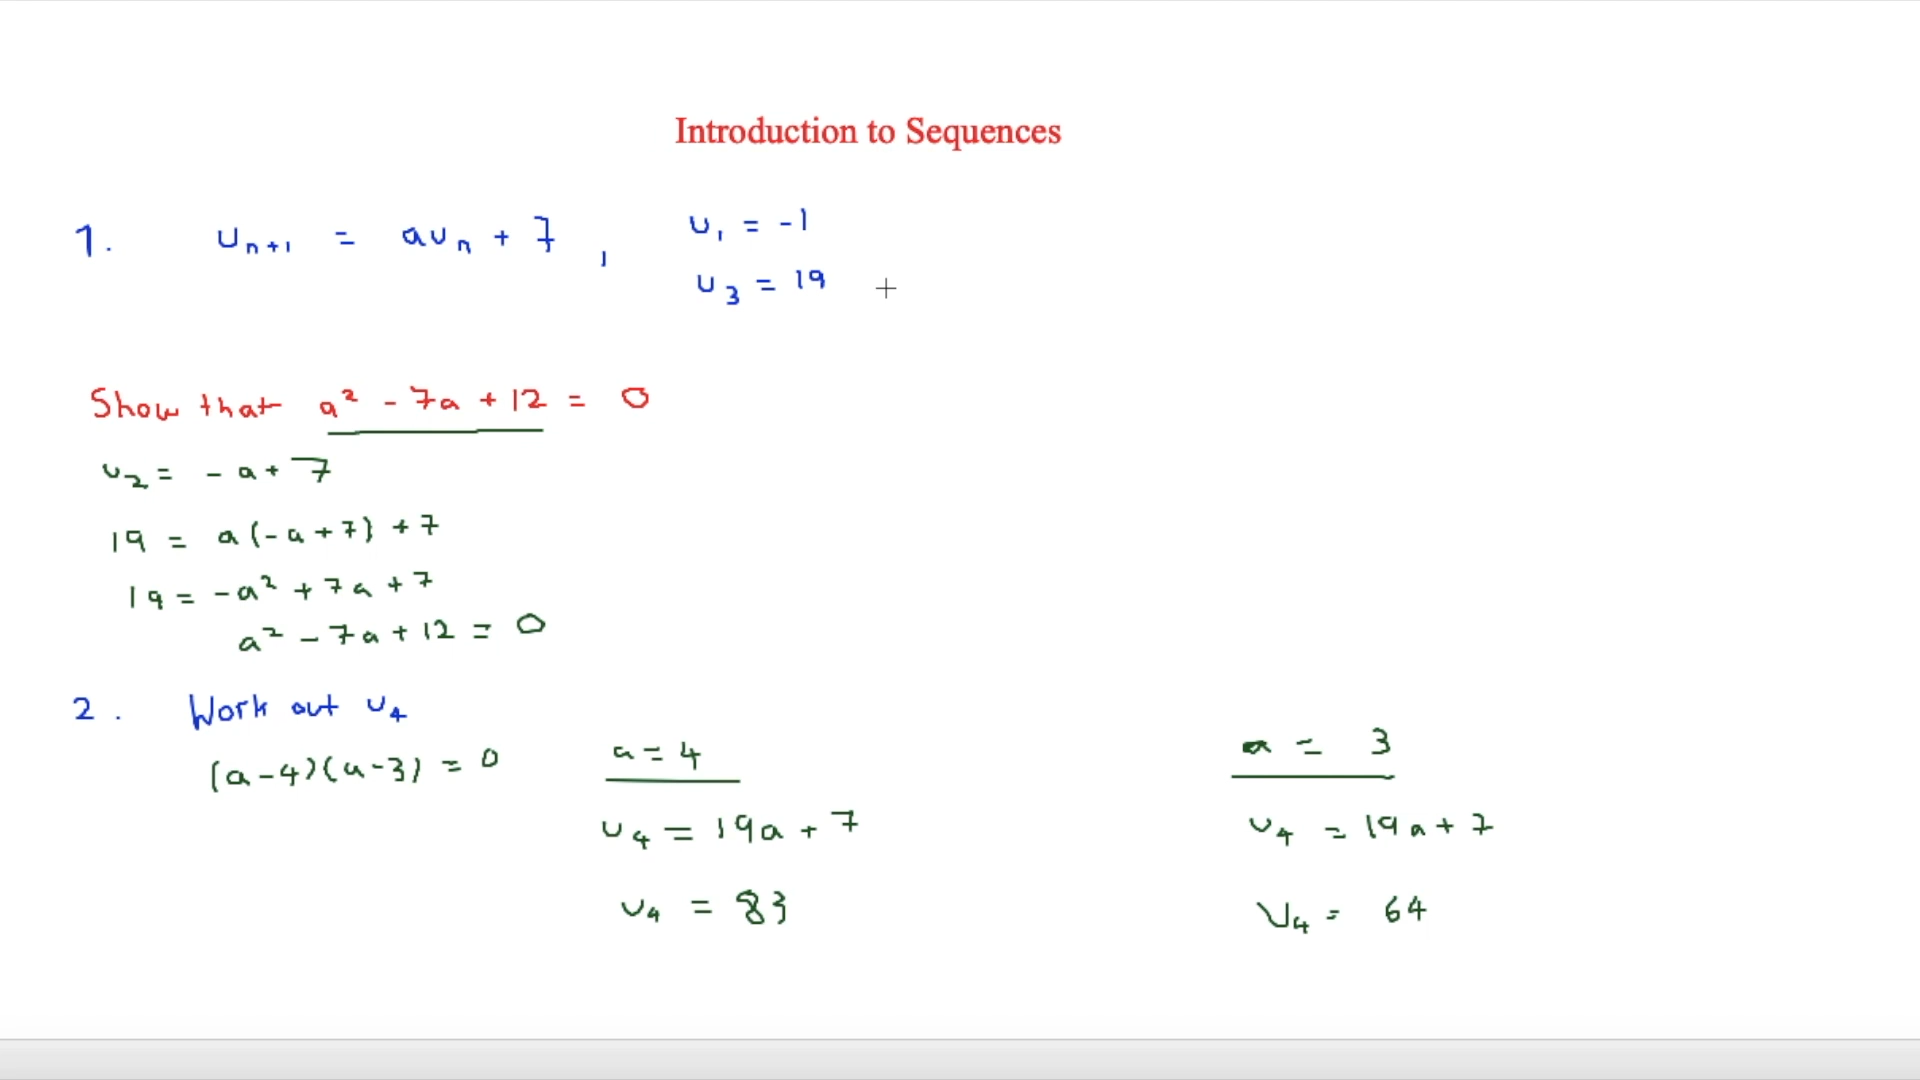 Introduction to Sequences
1. Uₙ₊₁ = aUₙ + 7 , U₁ = -1
U₃ = 19
Show that a² - 7a + 12 = 0
U₂ = - a + 7
19 = a(-a+7) + 7
19 = -a² + 7a + 7
a² - 7a + 12 = 0
2. Work out U₄
(a-4)(a-3) = 0
a = 4
U₄ = 19a + 7
U₄ = 83
a = 3
U₄ = 19a + 7
U₄ = 64